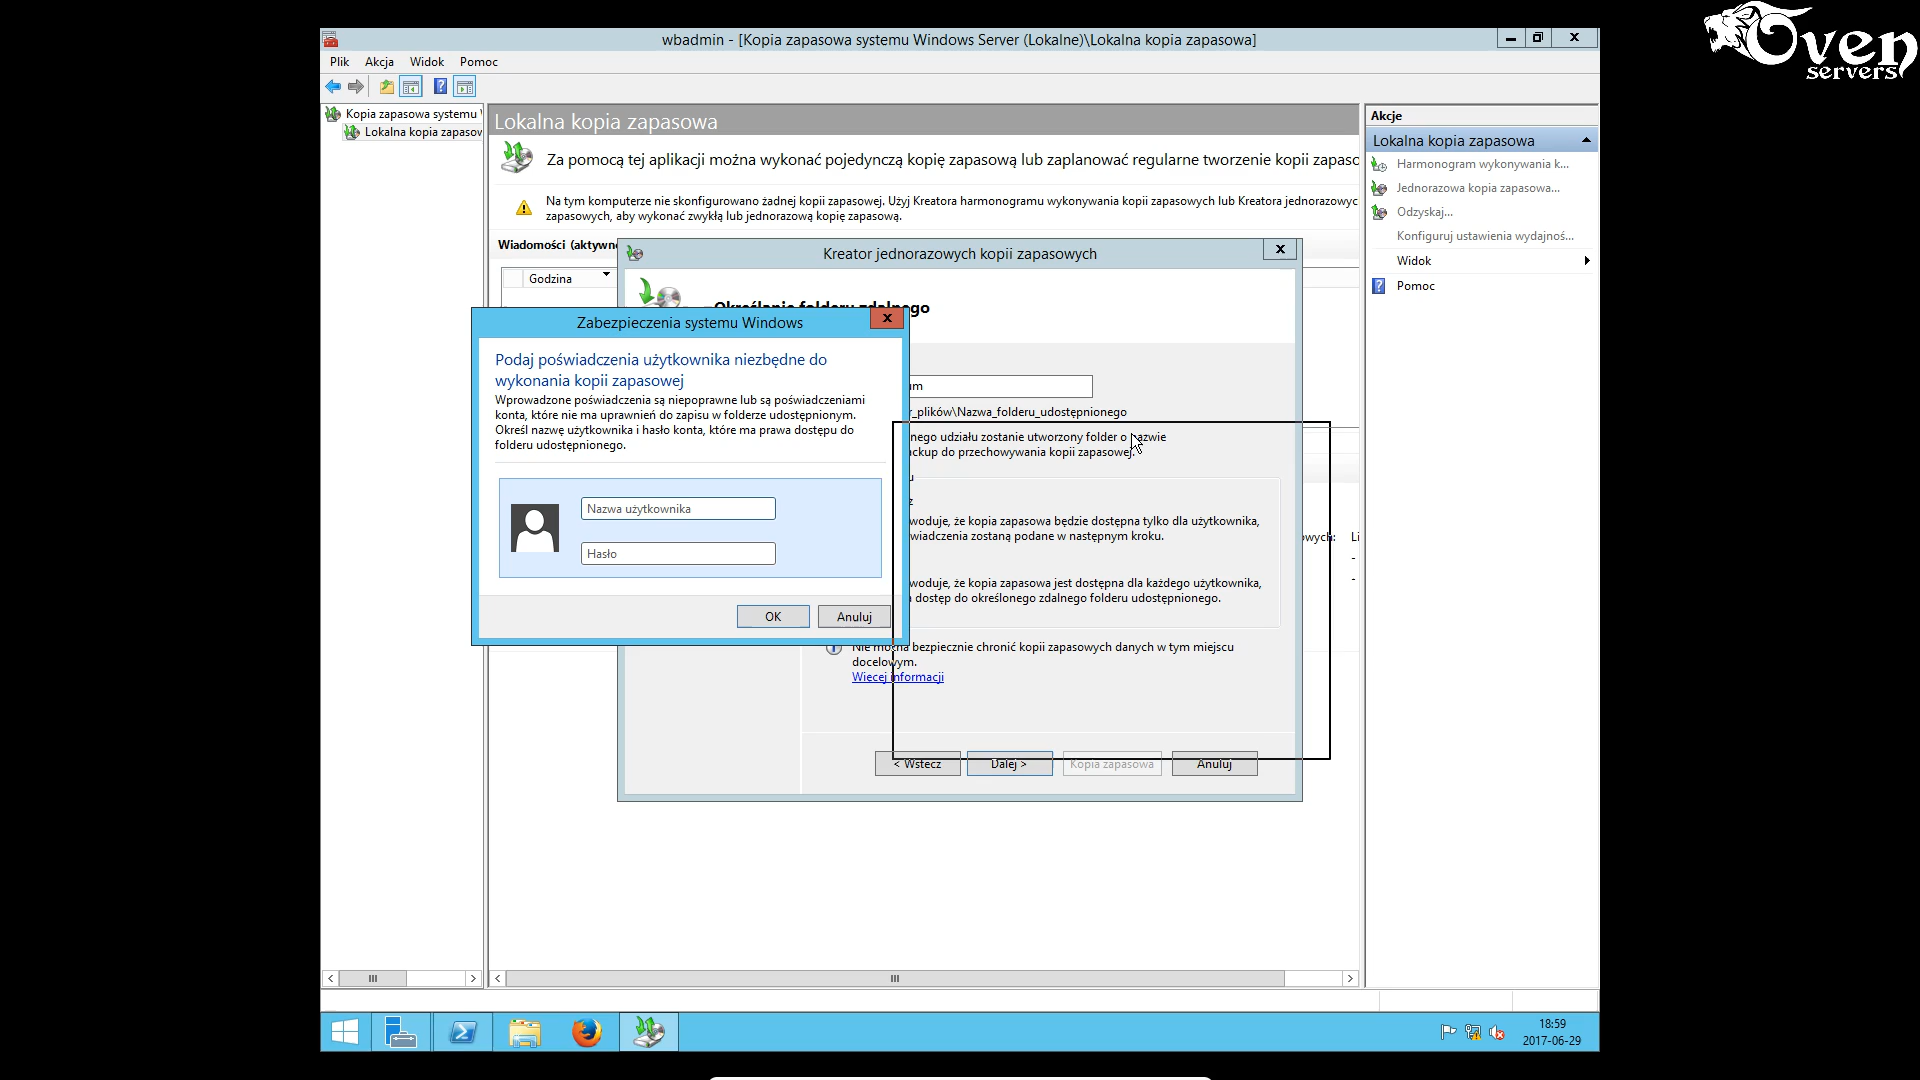 Oven
servers
wbadmin - [Kopia zapasowa systemu Windows Server (Lokalne)\Lokalna kopia zapasowa]
Plik Akcja Widok Pomoc
Kopia zapasowa systemu
Lokalna kopia zapasow
Lokalna kopia zapasowa
Za pomocą tej aplikacji można wykonać pojedynczą kopię zapasową lub zaplanować regularne tworzenie kopii zapaso
Na tym komputerze nie skonfigurowano żadnej kopii zapasowej. Użyj Kreatora harmonogramu wykonywania kopii zapasowych lub Kreatora jednorazowyc
zapasowych, aby wykonać zwykłą lub jednorazową kopię zapasową.
Wiadomości (aktywn
Godzina
Kreator jednorazowych kopii zapasowych
Określanie folderu zdalnego
um
r_plików\Nazwa_folderu_udostępnionego
nego udziału zostanie utworzony folder o nazwie
ackup do przechowywania kopii zapasowej.
u
z
woduje, że kopia zapasowa będzie dostępna tylko dla użytkownika,
wiadczenia zostaną podane w następnym kroku.
woduje, że kopia zapasowa jest dostępna dla każdego użytkownika,
dostęp do określonego zdalnego folderu udostępnionego.
Nie można bezpiecznie chronić kopii zapasowych danych w tym miejscu
docelowym.
Więcej informacji
< Wstecz Dalej > Kopia zapasowa Anuluj
owych: Li
-
-
Zabezpieczenia systemu Windows
Podaj poświadczenia użytkownika niezbędne do
wykonania kopii zapasowej
Wprowadzone poświadczenia są niepoprawne lub są poświadczeniami
konta, które nie ma uprawnień do zapisu w folderze udostępnionym.
Określ nazwę użytkownika i hasło konta, które ma prawa dostępu do
folderu udostępnionego.
Nazwa użytkownika
Hasło
OK Anuluj
Akcje
Lokalna kopia zapasowa
Harmonogram wykonywania k...
Jednorazowa kopia zapasowa...
Odzyskaj...
Konfiguruj ustawienia wydajnoś...
Widok
Pomoc
18:59
2017-06-29